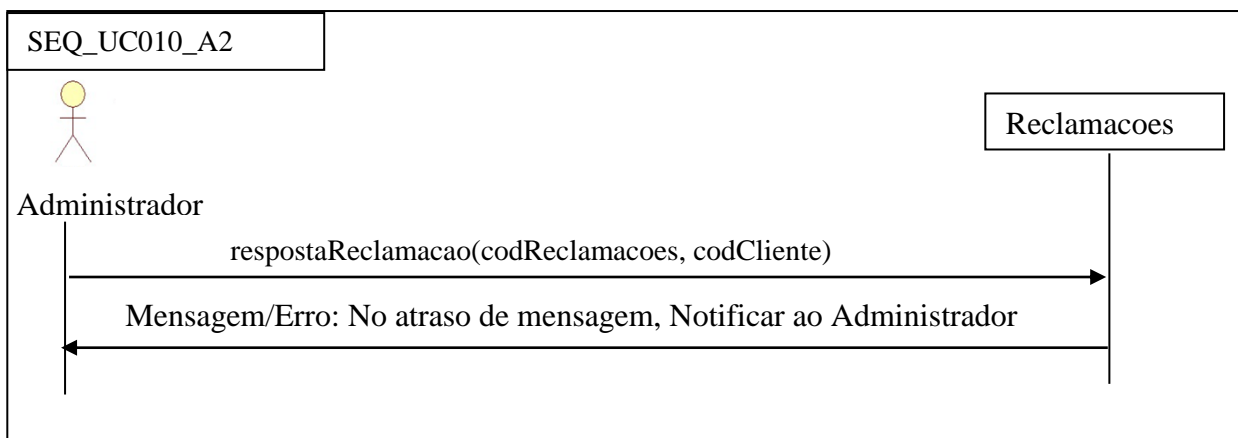 SEQ_UC010_A2
Reclamacoes
Administrador
respostaReclamacao(codReclamacoes, codCliente)
Mensagem/Erro: No atraso de mensagem, Notificar ao Administrador